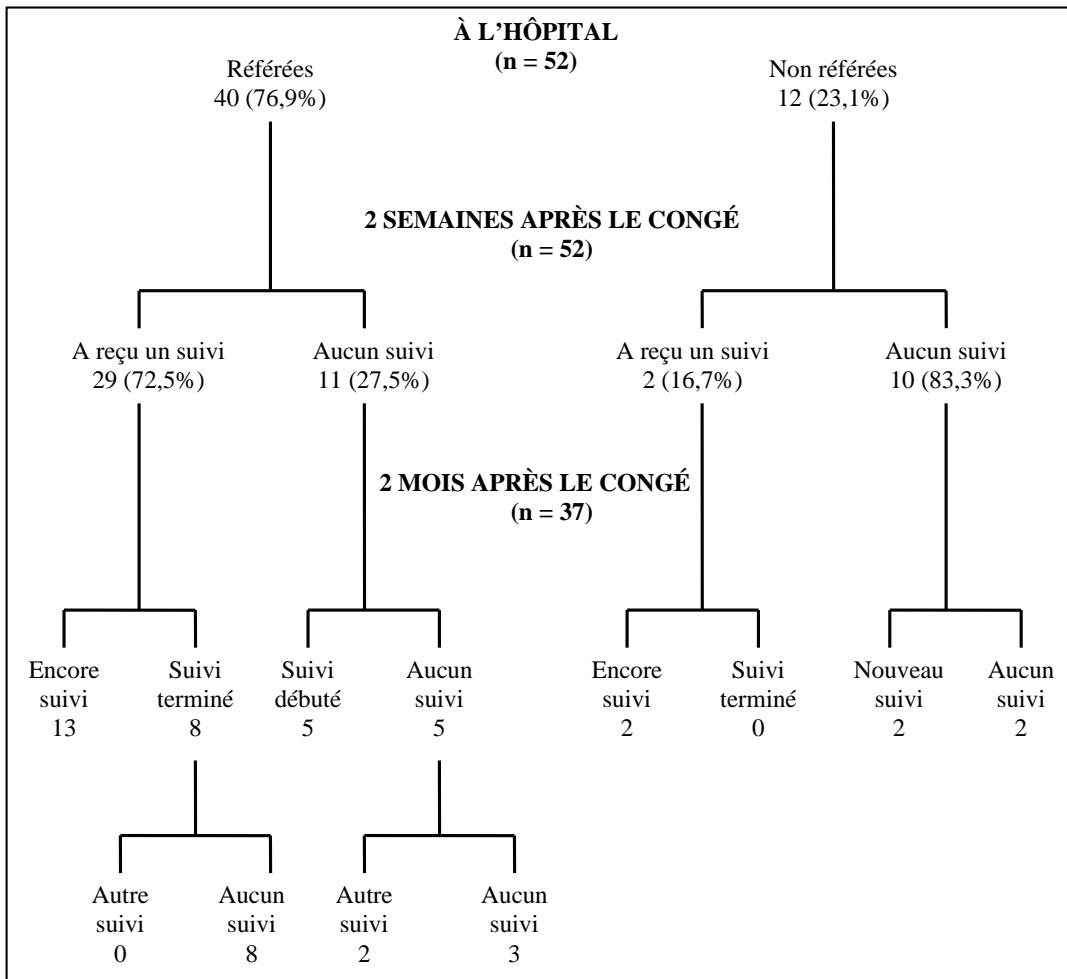 À L'HÔPITAL
(n = 52)
Référées
40 (76,9%)
Non référées
12 (23,1%)
2 SEMAINES APRÈS LE CONGÉ
(n = 52)
A reçu un suivi
29 (72,5%)
Aucun suivi
11 (27,5%)
A reçu un suivi
2 (16,7%)
Aucun suivi
10 (83,3%)
2 MOIS APRÈS LE CONGÉ
(n = 37)
Encore
suivi
13
Suivi
terminé
8
Suivi
débuté
5
Aucun
suivi
5
Encore
suivi
2
Suivi
terminé
0
Nouveau
suivi
2
Aucun
suivi
2
Autre
suivi
0
Aucun
suivi
8
Autre
suivi
2
Aucun
suivi
3